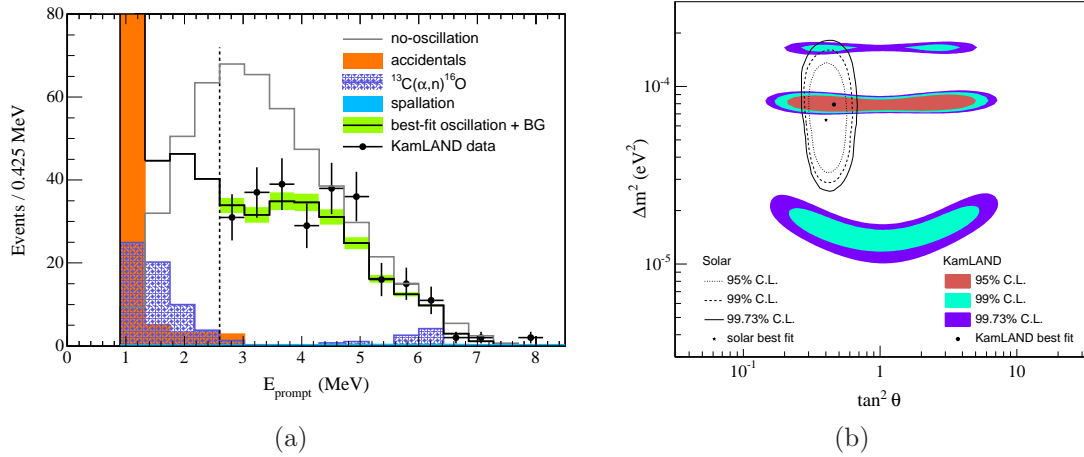 80
60
40
20
0
Events / 0.425 MeV
no-oscillation
accidentals
¹³C(α,n)¹⁶O
spallation
best-fit oscillation + BG
KamLAND data
0 1 2 3 4 5 6 7 8
E_prompt (MeV)
(a)
Δm² (eV²)
10⁻⁴
10⁻⁵
Solar
95% C.L.
99% C.L.
99.73% C.L.
solar best fit
KamLAND
95% C.L.
99% C.L.
99.73% C.L.
KamLAND best fit
10⁻¹ 1 10
tan² θ
(b)